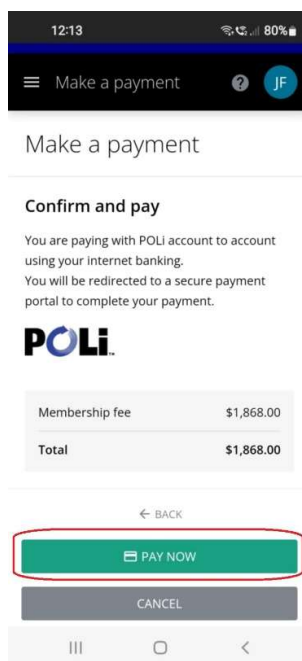 12:13 80%
Make a payment ? JF
Make a payment
Confirm and pay
You are paying with POLi account to account
using your internet banking.
You will be redirected to a secure payment
portal to complete your payment.
POLi
Membership fee $1,868.00
Total $1,868.00
← BACK
PAY NOW
CANCEL